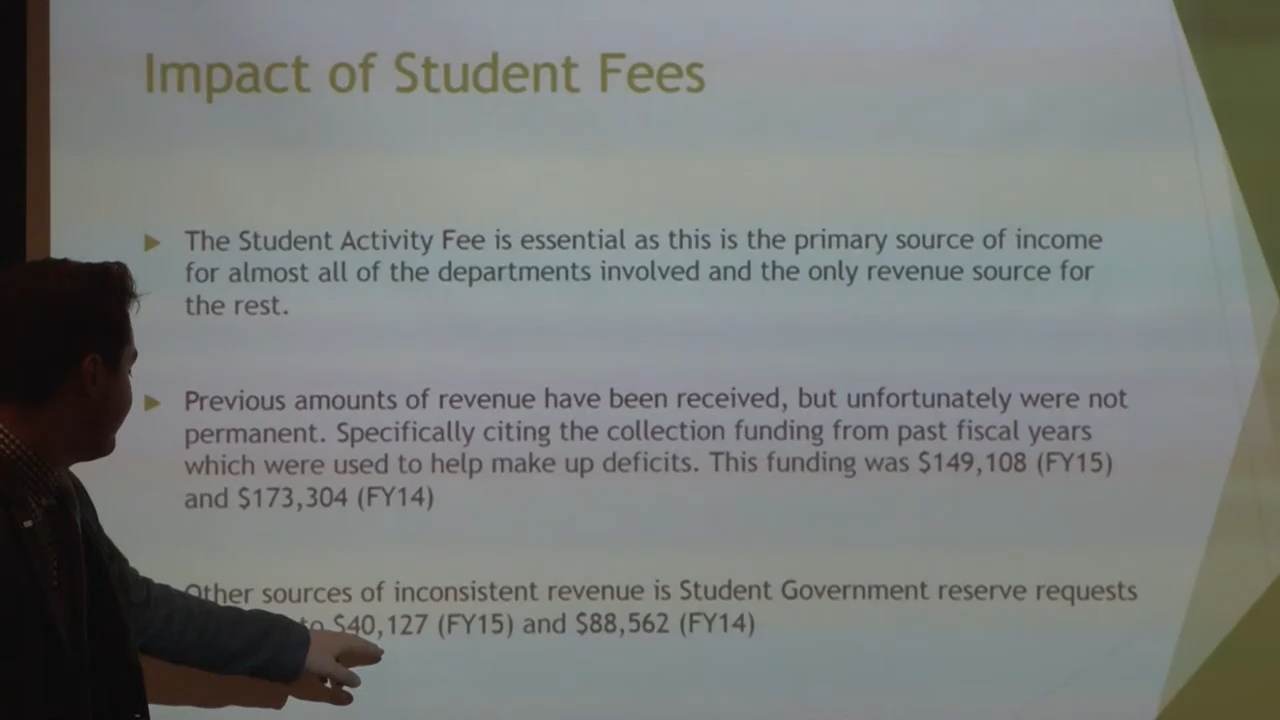 Impact of Student Fees
The Student Activity Fee is essential as this is the primary source of income
for almost all of the departments involved and the only revenue source for
the rest.
Previous amounts of revenue have been received, but unfortunately were not
permanent. Specifically citing the collection funding from past fiscal years
which were used to help make up deficits. This funding was $149,108 (FY15)
and $173,304 (FY14)
Other sources of inconsistent revenue is Student Government reserve requests
to $40,127 (FY15) and $88,562 (FY14)